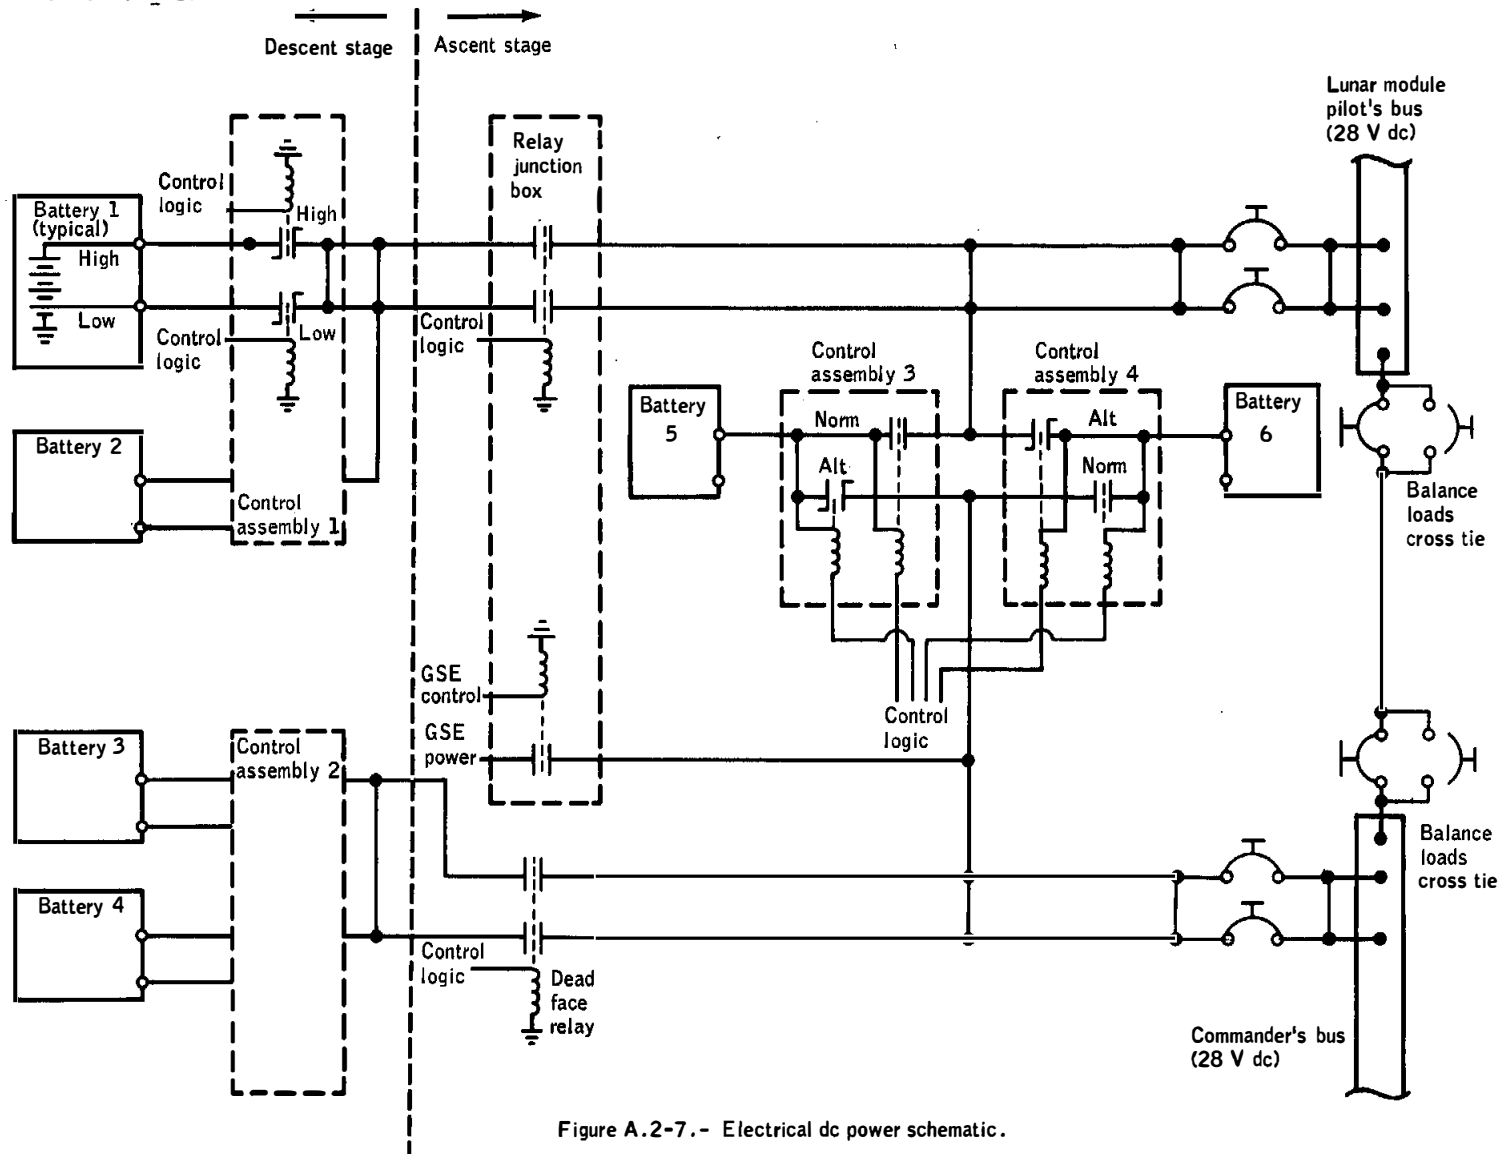 Descent stage
Ascent stage
Lunar module
pilot's bus
(28 V dc)
Relay
junction
box
Control
logic
High
Battery 1
(typical)
High
Low
Control
logic
Low
Control
logic
Control
assembly 3
Control
assembly 4
Battery
5
Norm
Alt
Alt
Norm
Battery
6
Battery 2
Control
assembly 1
Balance
loads
cross tie
GSE
control
GSE
power
Control
logic
Battery 3
Control
assembly 2
Balance
loads
cross tie
Battery 4
Control
logic
Dead
face
relay
Commander's bus
(28 V dc)
Figure A.2-7.- Electrical dc power schematic.